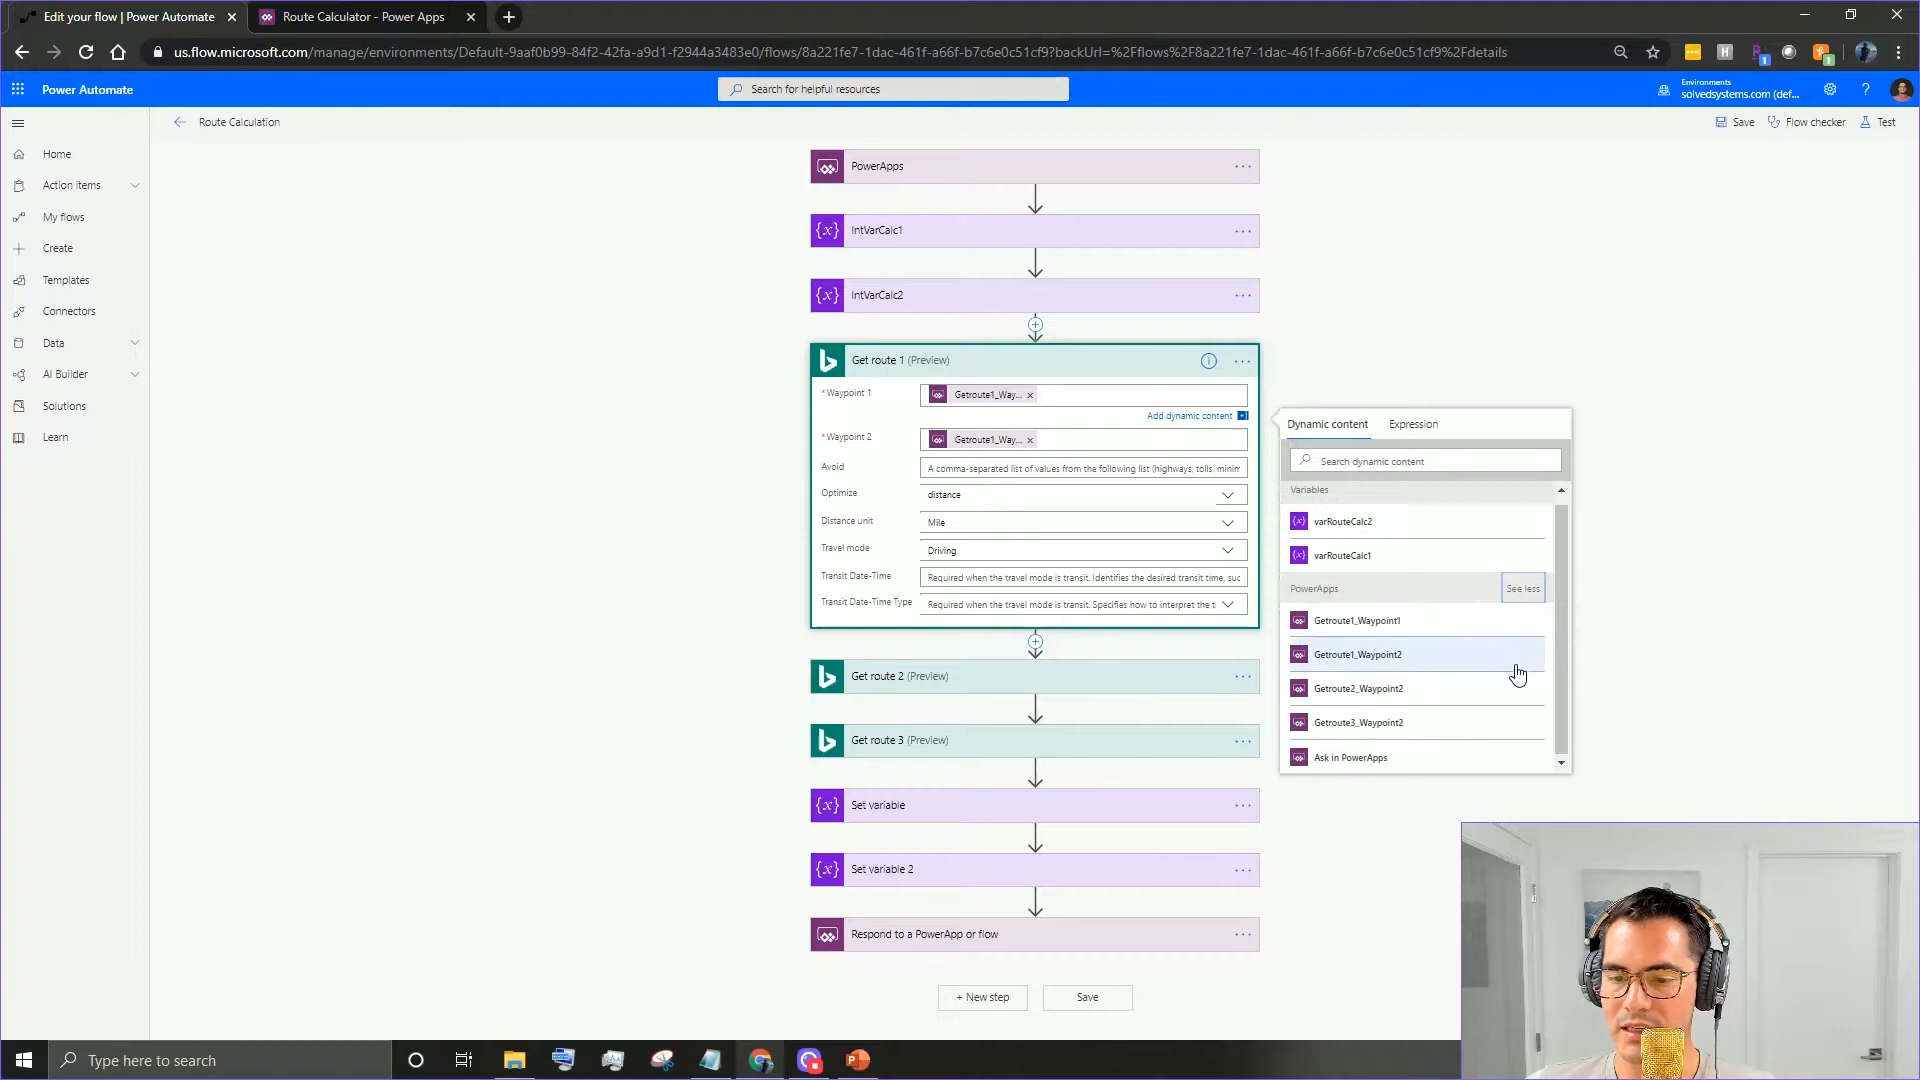 Edit your flow | Power Automate
Route Calculator - Power Apps
us.flow.microsoft.com/manage/environments/Default-9aaf0b99-84f2-42fa-a9d1-f2944a3483e0/flows/8a221fe7-1dac-461f-a66f-b7c6e0c51cf9?backUrl=%2Fflows%2F8a221fe7-1dac-461f-a66f-b7c6e0c51cf9%2Fdetails
Power Automate
Search for helpful resources
Environments
solvedsystems.com (def...
Route Calculation
Save
Flow checker
Test
Home
Action items
My flows
Create
Templates
Connectors
Data
AI Builder
Solutions
Learn
PowerApps
IntVarCalc1
IntVarCalc2
Get route 1 (Preview)
*Waypoint 1
Getroute1_Way... x
Add dynamic content
*Waypoint 2
Getroute1_Way... x
Avoid
A comma-separated list of values from the following list (highways, tolls, minim
Optimize
distance
Distance unit
Mile
Travel mode
Driving
Transit Date-Time
Required when the travel mode is transit. Identifies the desired transit time, suc
Transit Date-Time Type
Required when the travel mode is transit. Specifies how to interpret the t
Get route 2 (Preview)
Get route 3 (Preview)
Set variable
Set variable 2
Respond to a PowerApp or flow
+ New step
Save
Dynamic content
Expression
Search dynamic content
Variables
varRouteCalc2
varRouteCalc1
PowerApps
See less
Getroute1_Waypoint1
Getroute1_Waypoint2
Getroute2_Waypoint2
Getroute3_Waypoint2
Ask in PowerApps
Type here to search